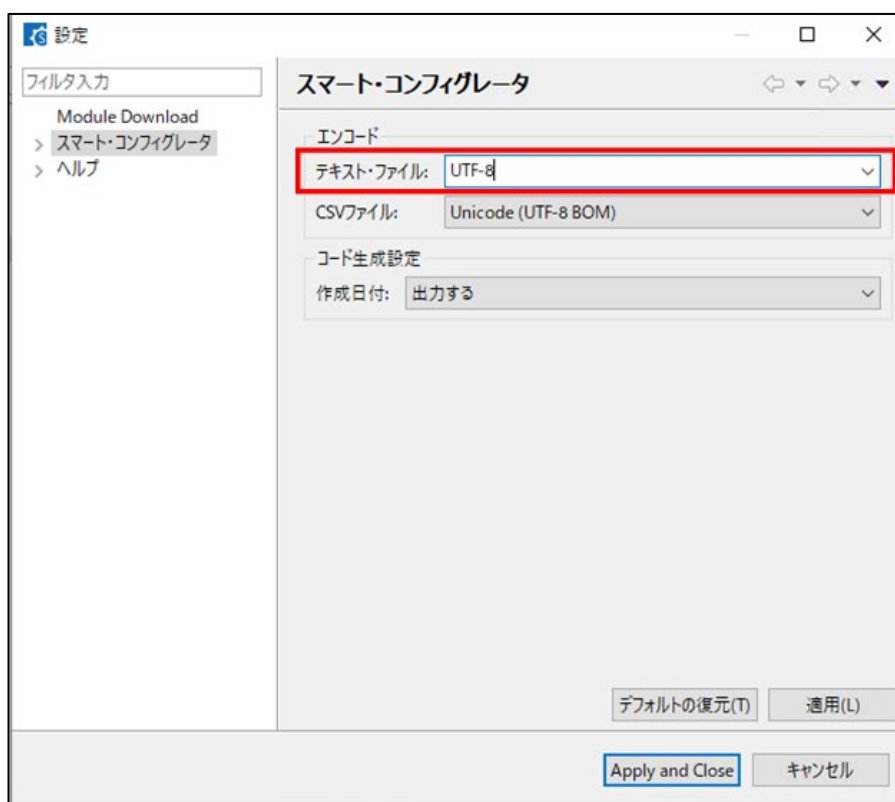 設定
フィルタ入力
Module Download
スマート・コンフィグレータ
ヘルプ
スマート・コンフィグレータ
エンコード
テキスト・ファイル: UTF-8
CSVファイル: Unicode (UTF-8 BOM)
コード生成設定
作成日付: 出力する
デフォルトの復元(T) 適用(L)
Apply and Close キャンセル